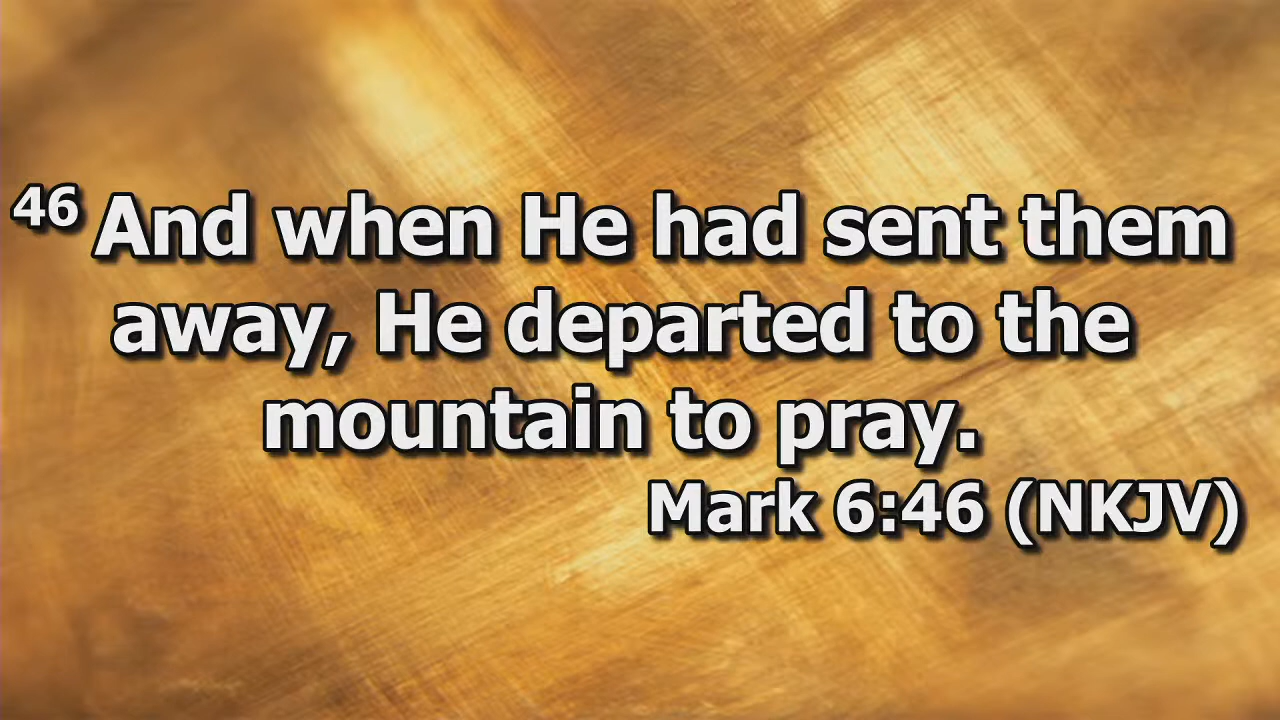 46 And when He had sent them
away, He departed to the
mountain to pray.
Mark 6:46 (NKJV)